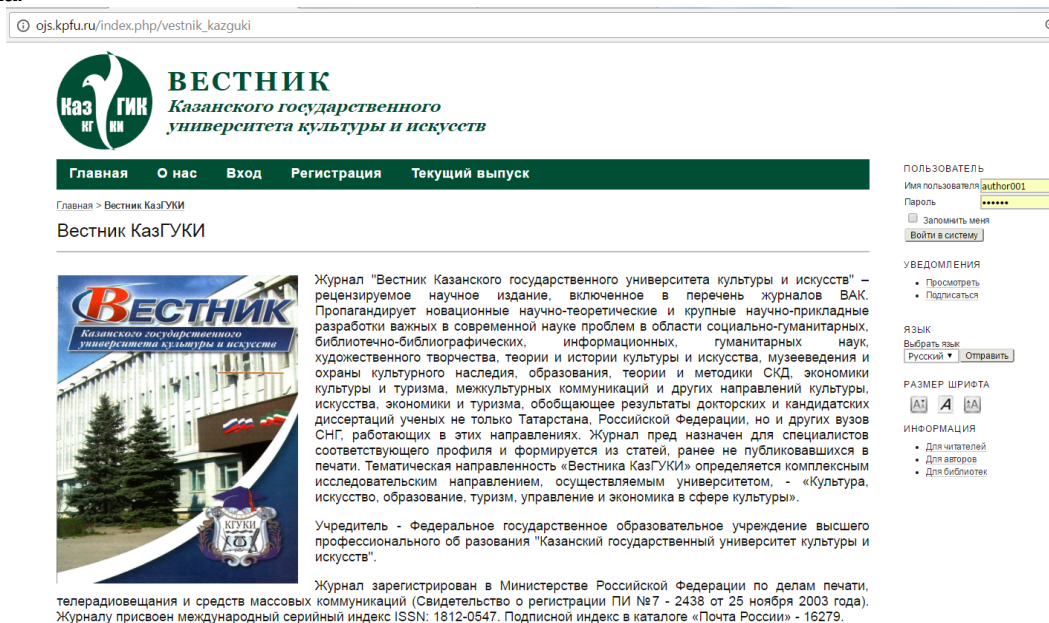 ojs.kpfu.ru/index.php/vestnik_kazguki
Каз ГИК
КГ КИ
ВЕСТНИК
Казанского государственного
университета культуры и искусств
Главная О нас Вход Регистрация Текущий выпуск
Главная > Вестник КазГУКИ
Вестник КазГУКИ
ВЕСТНИК
Казанского государственного
университета культуры и искусств
КГУКИ
Журнал "Вестник Казанского государственного университета культуры и искусств" –
рецензируемое научное издание, включенное в перечень журналов ВАК.
Пропагандирует новационные научно-теоретические и крупные научно-прикладные
разработки важных в современной науке проблем в области социально-гуманитарных,
библиотечно-библиографических, информационных, гуманитарных наук,
художественного творчества, теории и истории культуры и искусства, музееведения и
охраны культурного наследия, образования, теории и методики СКД, экономики
культуры и туризма, межкультурных коммуникаций и других направлений культуры,
искусства, экономики и туризма, обобщающее результаты докторских и кандидатских
диссертаций ученых не только Татарстана, Российской Федерации, но и других вузов
СНГ, работающих в этих направлениях. Журнал пред назначен для специалистов
соответствующего профиля и формируется из статей, ранее не публиковавшихся в
печати. Тематическая направленность «Вестника КазГУКИ» определяется комплексным
исследовательским направлением, осуществляемым университетом, - «Культура,
искусство, образование, туризм, управление и экономика в сфере культуры».
Учредитель - Федеральное государственное образовательное учреждение высшего
профессионального об разования "Казанский государственный университет культуры и
искусств".
Журнал зарегистрирован в Министерстве Российской Федерации по делам печати,
телерадиовещания и средств массовых коммуникаций (Свидетельство о регистрации ПИ №7 - 2438 от 25 ноября 2003 года).
Журналу присвоен международный серийный индекс ISSN: 1812-0547. Подписной индекс в каталоге «Почта России» - 16279.
ПОЛЬЗОВАТЕЛЬ
Имя пользователя author001
Пароль ••••••
Запомнить меня
Войти в систему
УВЕДОМЛЕНИЯ
Просмотреть
Подписаться
ЯЗЫК
Выбрать язык
Русский Отправить
РАЗМЕР ШРИФТА
A A A
ИНФОРМАЦИЯ
Для читателей
Для авторов
Для библиотек